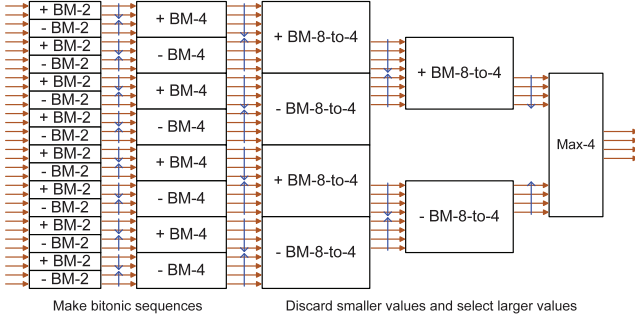 + BM-2
- BM-2
+ BM-2
- BM-2
+ BM-2
- BM-2
+ BM-2
- BM-2
+ BM-2
- BM-2
+ BM-2
- BM-2
+ BM-2
- BM-2
+ BM-2
- BM-2
+ BM-4
- BM-4
+ BM-4
- BM-4
+ BM-4
- BM-4
+ BM-4
- BM-4
+ BM-8-to-4
- BM-8-to-4
+ BM-8-to-4
- BM-8-to-4
+ BM-8-to-4
- BM-8-to-4
Max-4
Make bitonic sequences
Discard smaller values and select larger values